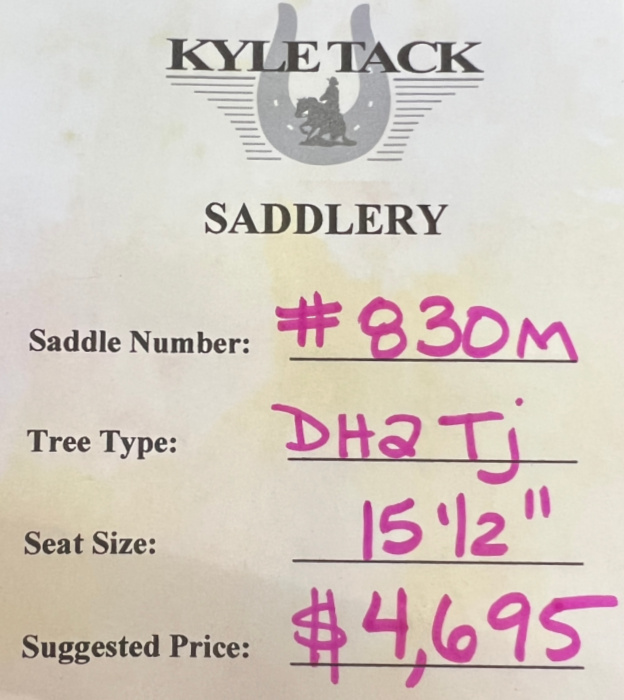 KYLE TACK
SADDLERY
Saddle Number: #830M
Tree Type: DH2 Tj
Seat Size: 15 1/2"
Suggested Price: $4,695